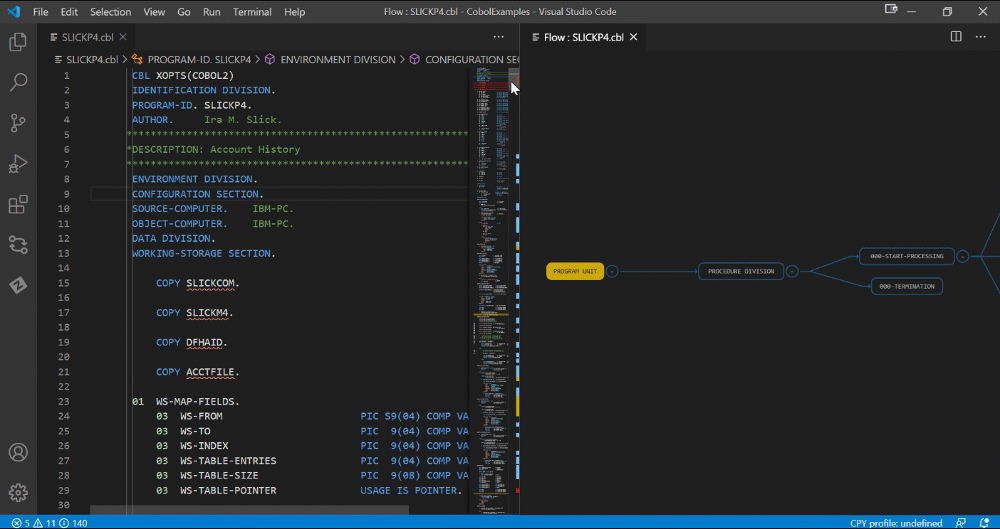 File Edit Selection View Go Run Terminal Help
Flow : SLICKP4.cbl - CobolExamples - Visual Studio Code
SLICKP4.cbl
SLICKP4.cbl > PROGRAM-ID. SLICKP4 > ENVIRONMENT DIVISION > CONFIGURATION SEC
1 CBL XOPTS(COBOL2)
2 IDENTIFICATION DIVISION.
3 PROGRAM-ID. SLICKP4.
4 AUTHOR. Ira M. Slick.
5 ********************************************************
6 *DESCRIPTION: Account History
7 ********************************************************
8 ENVIRONMENT DIVISION.
9 CONFIGURATION SECTION.
10 SOURCE-COMPUTER. IBM-PC.
11 OBJECT-COMPUTER. IBM-PC.
12 DATA DIVISION.
13 WORKING-STORAGE SECTION.
14
15 COPY SLICKCOM.
16
17 COPY SLICKM4.
18
19 COPY DFHAID.
20
21 COPY ACCTFILE.
22
23 01 WS-MAP-FIELDS.
24 03 WS-FROM PIC S9(04) COMP VA
25 03 WS-TO PIC 9(04) COMP VA
26 03 WS-INDEX PIC 9(04) COMP VA
27 03 WS-TABLE-ENTRIES PIC 9(04) COMP VA
28 03 WS-TABLE-SIZE PIC 9(08) COMP VA
29 03 WS-TABLE-POINTER USAGE IS POINTER.
30
Flow : SLICKP4.cbl
PROGRAM UNIT
PROCEDURE DIVISION
000-START-PROCESSING
000-TERMINATION
5 11 140
CPY profile: undefined